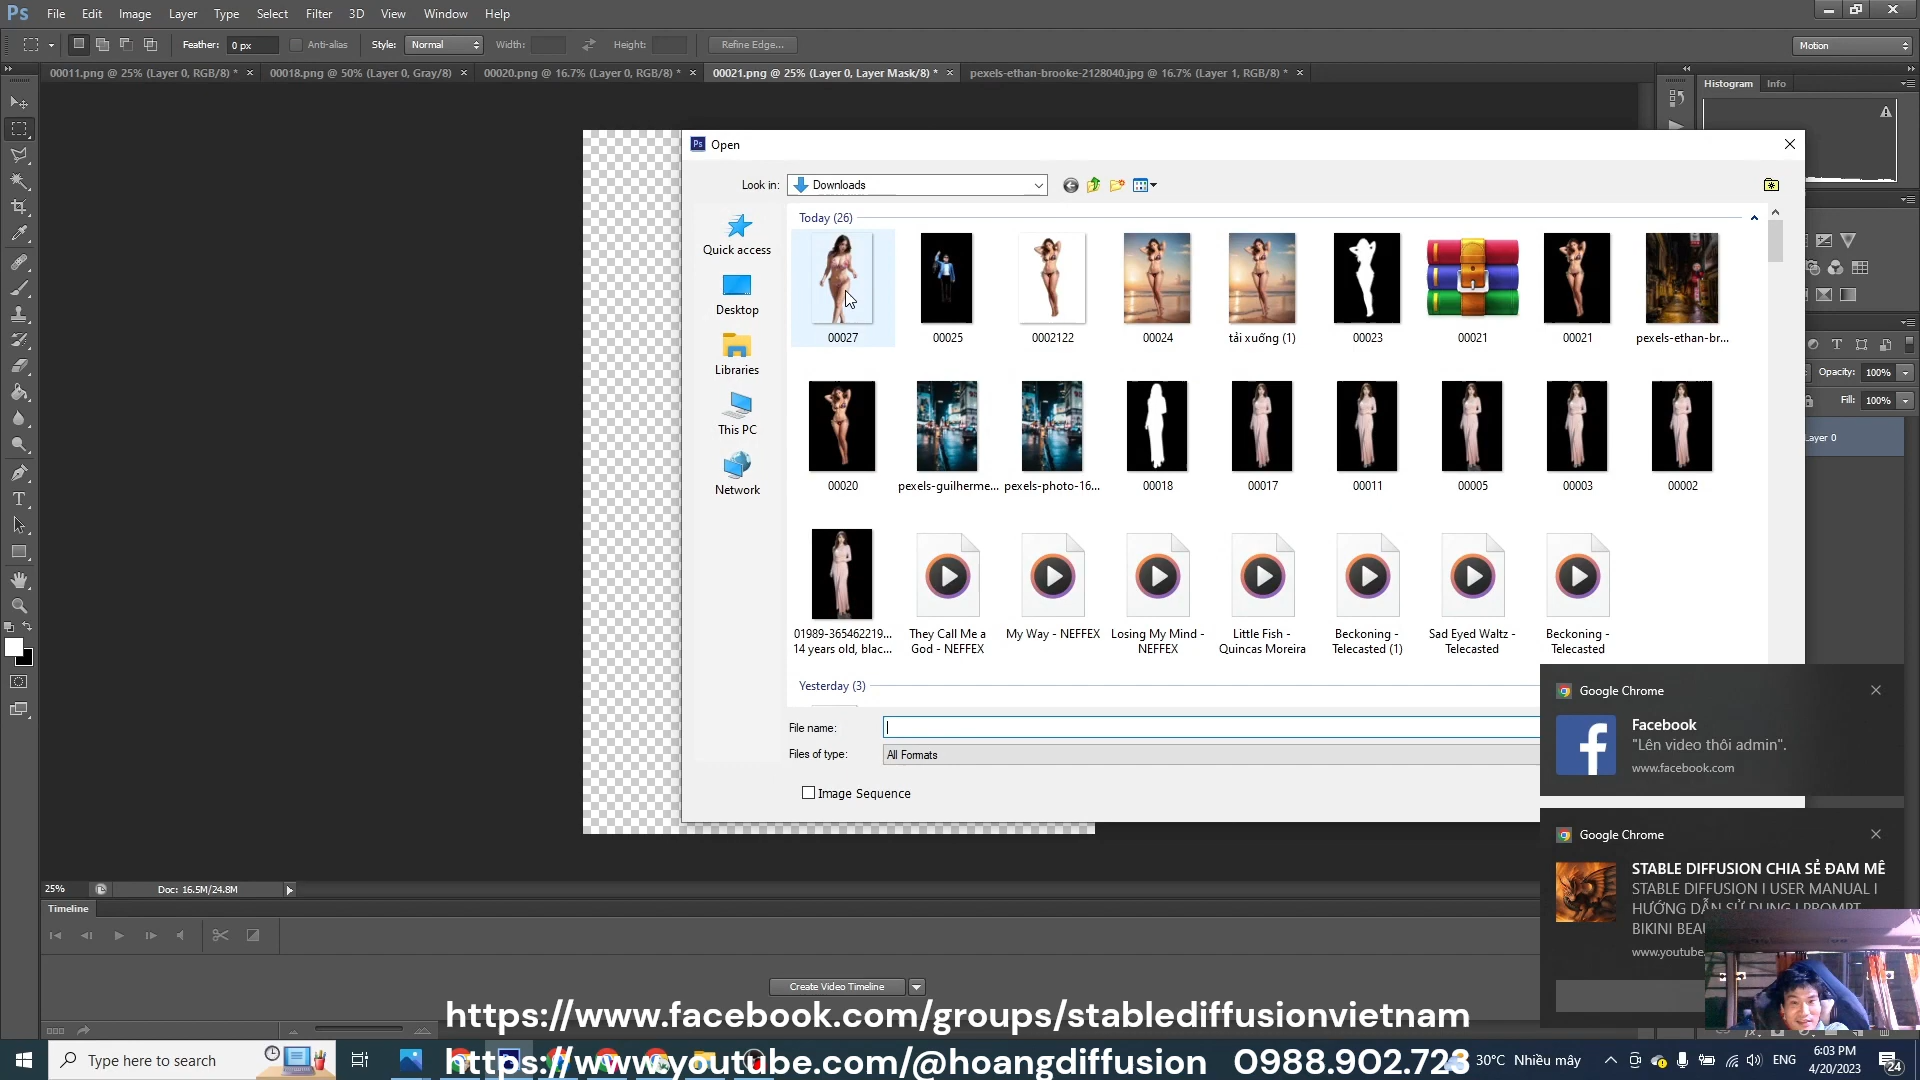 Ps File Edit Image Layer Type Select Filter 3D View Window Help
Feather: 0 px Anti-alias Style: Normal Width: Height: Refine Edge... Motion
00011.png @ 25% (Layer 0, RGB/8) * × 00018.png @ 50% (Layer 0, Gray/8) × 00020.png @ 16.7% (Layer 0, RGB/8) * × 00021.png @ 25% (Layer 0, Layer Mask/8) * × pexels-ethan-brooke-2128040.jpg @ 16.7% (Layer 1, RGB/8) * ×
Histogram Info
Ps Open
Look in: Downloads
Quick access
Desktop
Libraries
This PC
Network
Today (26)
00027 00025 0002122 00024 tải xuống (1) 00023 00021 00021 pexels-ethan-br...
00020 pexels-guilherme... pexels-photo-16... 00018 00017 00011 00005 00003 00002
01989-365462219... They Call Me a My Way - NEFFEX Losing My Mind - Little Fish - Beckoning - Sad Eyed Waltz - Beckoning -
14 years old, blac... God - NEFFEX NEFFEX Quincas Moreira Telecasted (1) Telecasted Telecasted
Yesterday (3)
File name:
Files of type: All Formats
Image Sequence
Opacity: 100%
Fill: 100%
Layer 0
Google Chrome
Facebook
"Lên video thôi admin".
www.facebook.com
Google Chrome
STABLE DIFFUSION CHIA SẺ ĐAM MÊ
STABLE DIFFUSION I USER MANUAL I
HƯỚNG DẪN SỬ DỤNG I PROMPT
BIKINI
www.youtube.
25% Doc: 16.5M/24.8M
Timeline
Create Video Timeline
https://www.facebook.com/groups/stablediffusionvietnam
https://www.youtube.com/@hoangdiffusion 0988.902.723
Type here to search
30°C Nhiều mây ENG 6:03 PM
4/20/2023
24